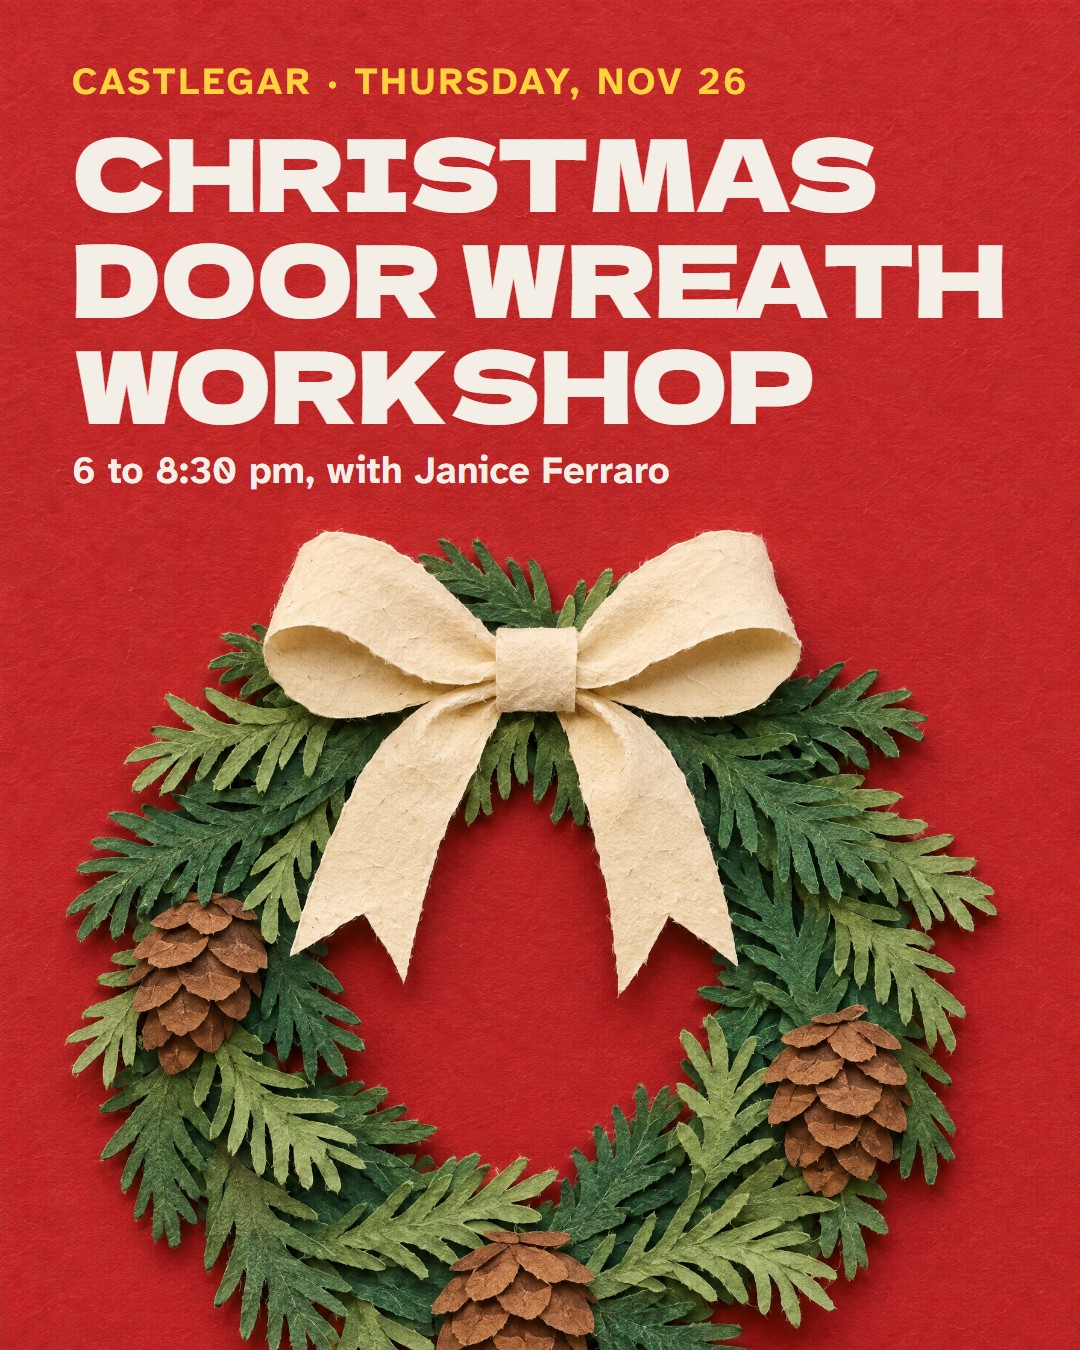 CASTLEGAR · THURSDAY, NOV 26
CHRISTMAS
DOOR WREATH
WORKSHOP
6 to 8:30 pm, with Janice Ferraro